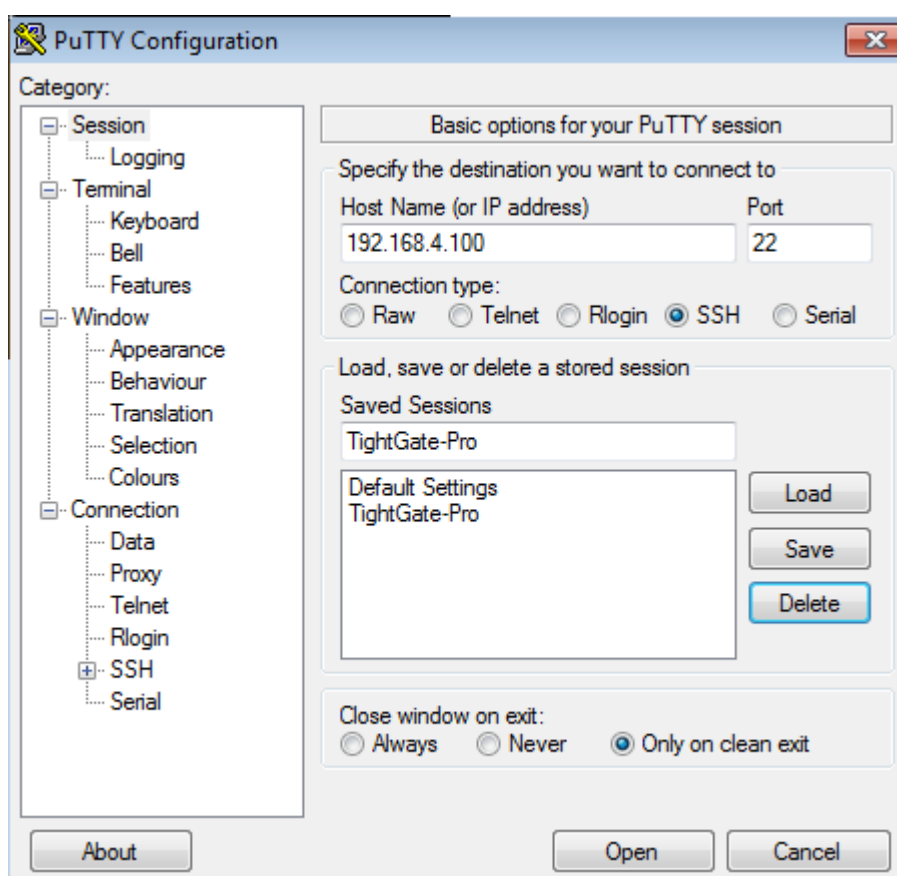 PuTTY Configuration
Category:
Session
Logging
Terminal
Keyboard
Bell
Features
Window
Appearance
Behaviour
Translation
Selection
Colours
Connection
Data
Proxy
Telnet
Rlogin
SSH
Serial
Basic options for your PuTTY session
Specify the destination you want to connect to
Host Name (or IP address) Port
192.168.4.100 22
Connection type:
Raw Telnet Rlogin SSH Serial
Load, save or delete a stored session
Saved Sessions
TightGate-Pro
Default Settings
TightGate-Pro
Load
Save
Delete
Close window on exit:
Always Never Only on clean exit
About Open Cancel